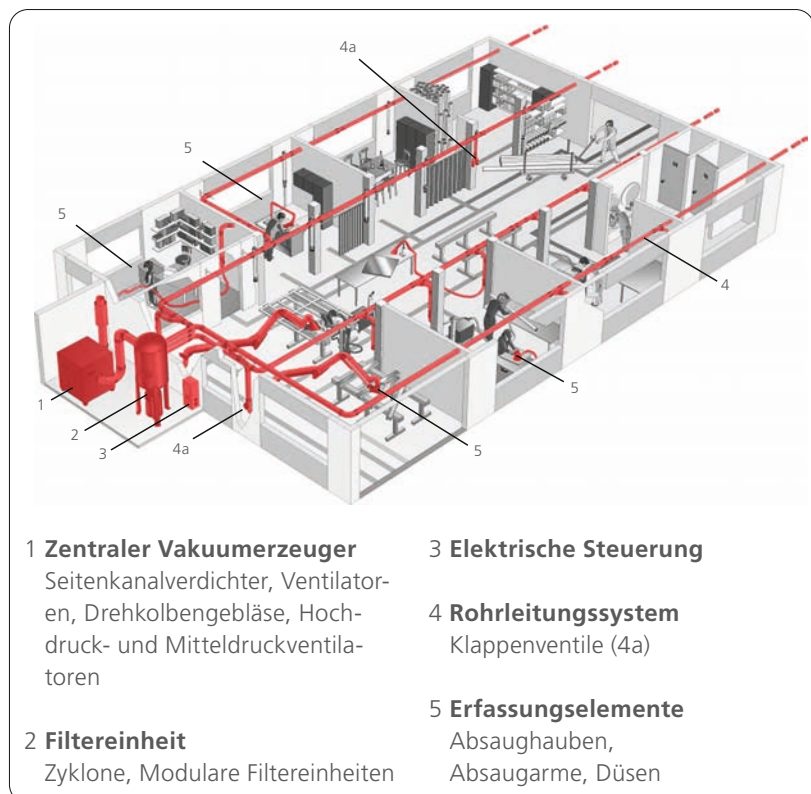 4a
5
5
4
1
2
3
4a
5
5
1 Zentraler Vakuumerzeuger
Seitenkanalverdichter, Ventilator-
en, Drehkolbengebläse, Hoch-
druck- und Mitteldruckventila-
toren
2 Filtereinheit
Zyklone, Modulare Filtereinheiten
3 Elektrische Steuerung
4 Rohrleitungssystem
Klappenventile (4a)
5 Erfassungselemente
Absaughauben,
Absaugarme, Düsen